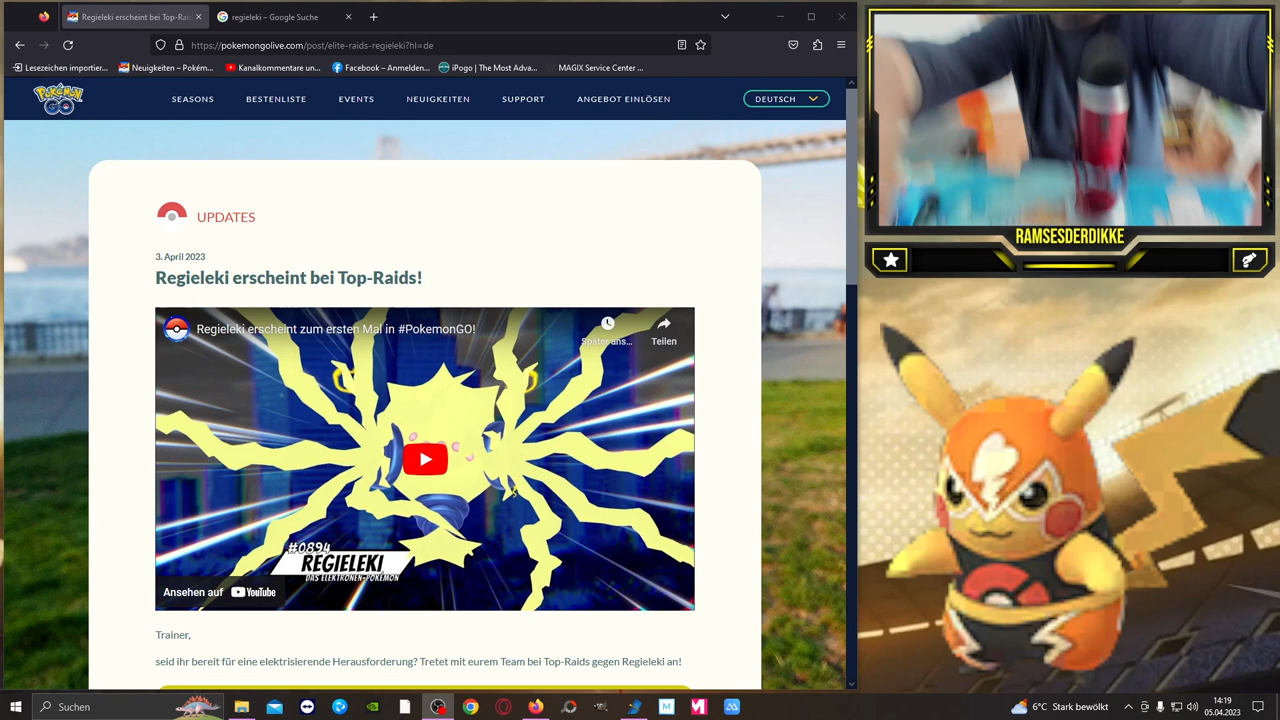 Regieleki erscheint bei Top-Raid
regieleki – Google Suche
https://pokemongolive.com/post/elite-raids-regieleki?hl=de
Lesezeichen importier...
Neuigkeiten – Pokém...
Kanalkommentare un...
Facebook – Anmelden...
iPogo | The Most Adva...
MAGIX Service Center ...
Pokémon GO
SEASONS
BESTENLISTE
EVENTS
NEUIGKEITEN
SUPPORT
ANGEBOT EINLÖSEN
DEUTSCH
UPDATES
3. April 2023
Regieleki erscheint bei Top-Raids!
Regieleki erscheint zum ersten Mal in #PokemonGO!
Später ans...
Teilen
#0894
REGIELEKI
DAS ELEKTRONEN-POKÉMON
Ansehen auf YouTube
Trainer,
seid ihr bereit für eine elektrisierende Herausforderung? Tretet mit eurem Team bei Top-Raids gegen Regieleki an!
RAMSESDERDIKKE
Suchen
6°C Stark bewölkt
14:19
05.04.2023